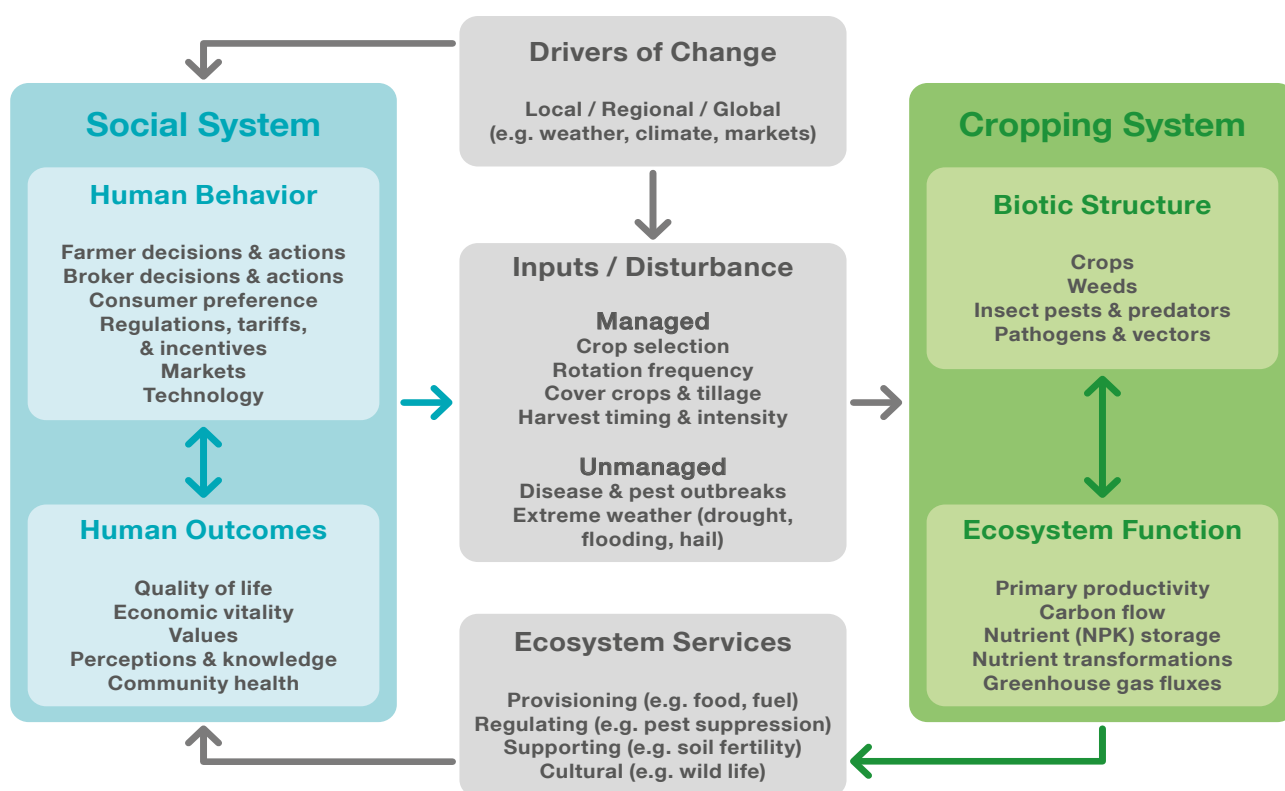 Drivers of Change
Local / Regional / Global
(e.g. weather, climate, markets)
Social System
Human Behavior
Farmer decisions & actions
Broker decisions & actions
Consumer preference
Regulations, tariffs,
& incentives
Markets
Technology
Human Outcomes
Quality of life
Economic vitality
Values
Perceptions & knowledge
Community health
Inputs / Disturbance
Managed
Crop selection
Rotation frequency
Cover crops & tillage
Harvest timing & intensity
Unmanaged
Disease & pest outbreaks
Extreme weather (drought,
flooding, hail)
Ecosystem Services
Provisioning (e.g. food, fuel)
Regulating (e.g. pest suppression)
Supporting (e.g. soil fertility)
Cultural (e.g. wild life)
Cropping System
Biotic Structure
Crops
Weeds
Insect pests & predators
Pathogens & vectors
Ecosystem Function
Primary productivity
Carbon flow
Nutrient (NPK) storage
Nutrient transformations
Greenhouse gas fluxes